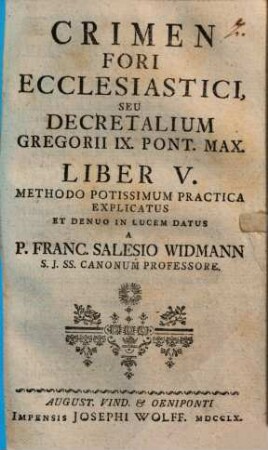 CRIMEN
FORI
ECCLESIASTICI,
SEU
DECRETALIUM
GREGORII IX. PONT. MAX.
LIBER V.
METHODO POTISSIMUM PRACTICA
EXPLICATUS
ET DENUO IN LUCEM DATUS
A
P. FRANC. SALESIO WIDMANN
S. J. SS. CANONUM PROFESSORE.
AUGUST. VIND. & OENIPONTI
IMPENSIS JOSEPHI WOLFF. MDCCLX.